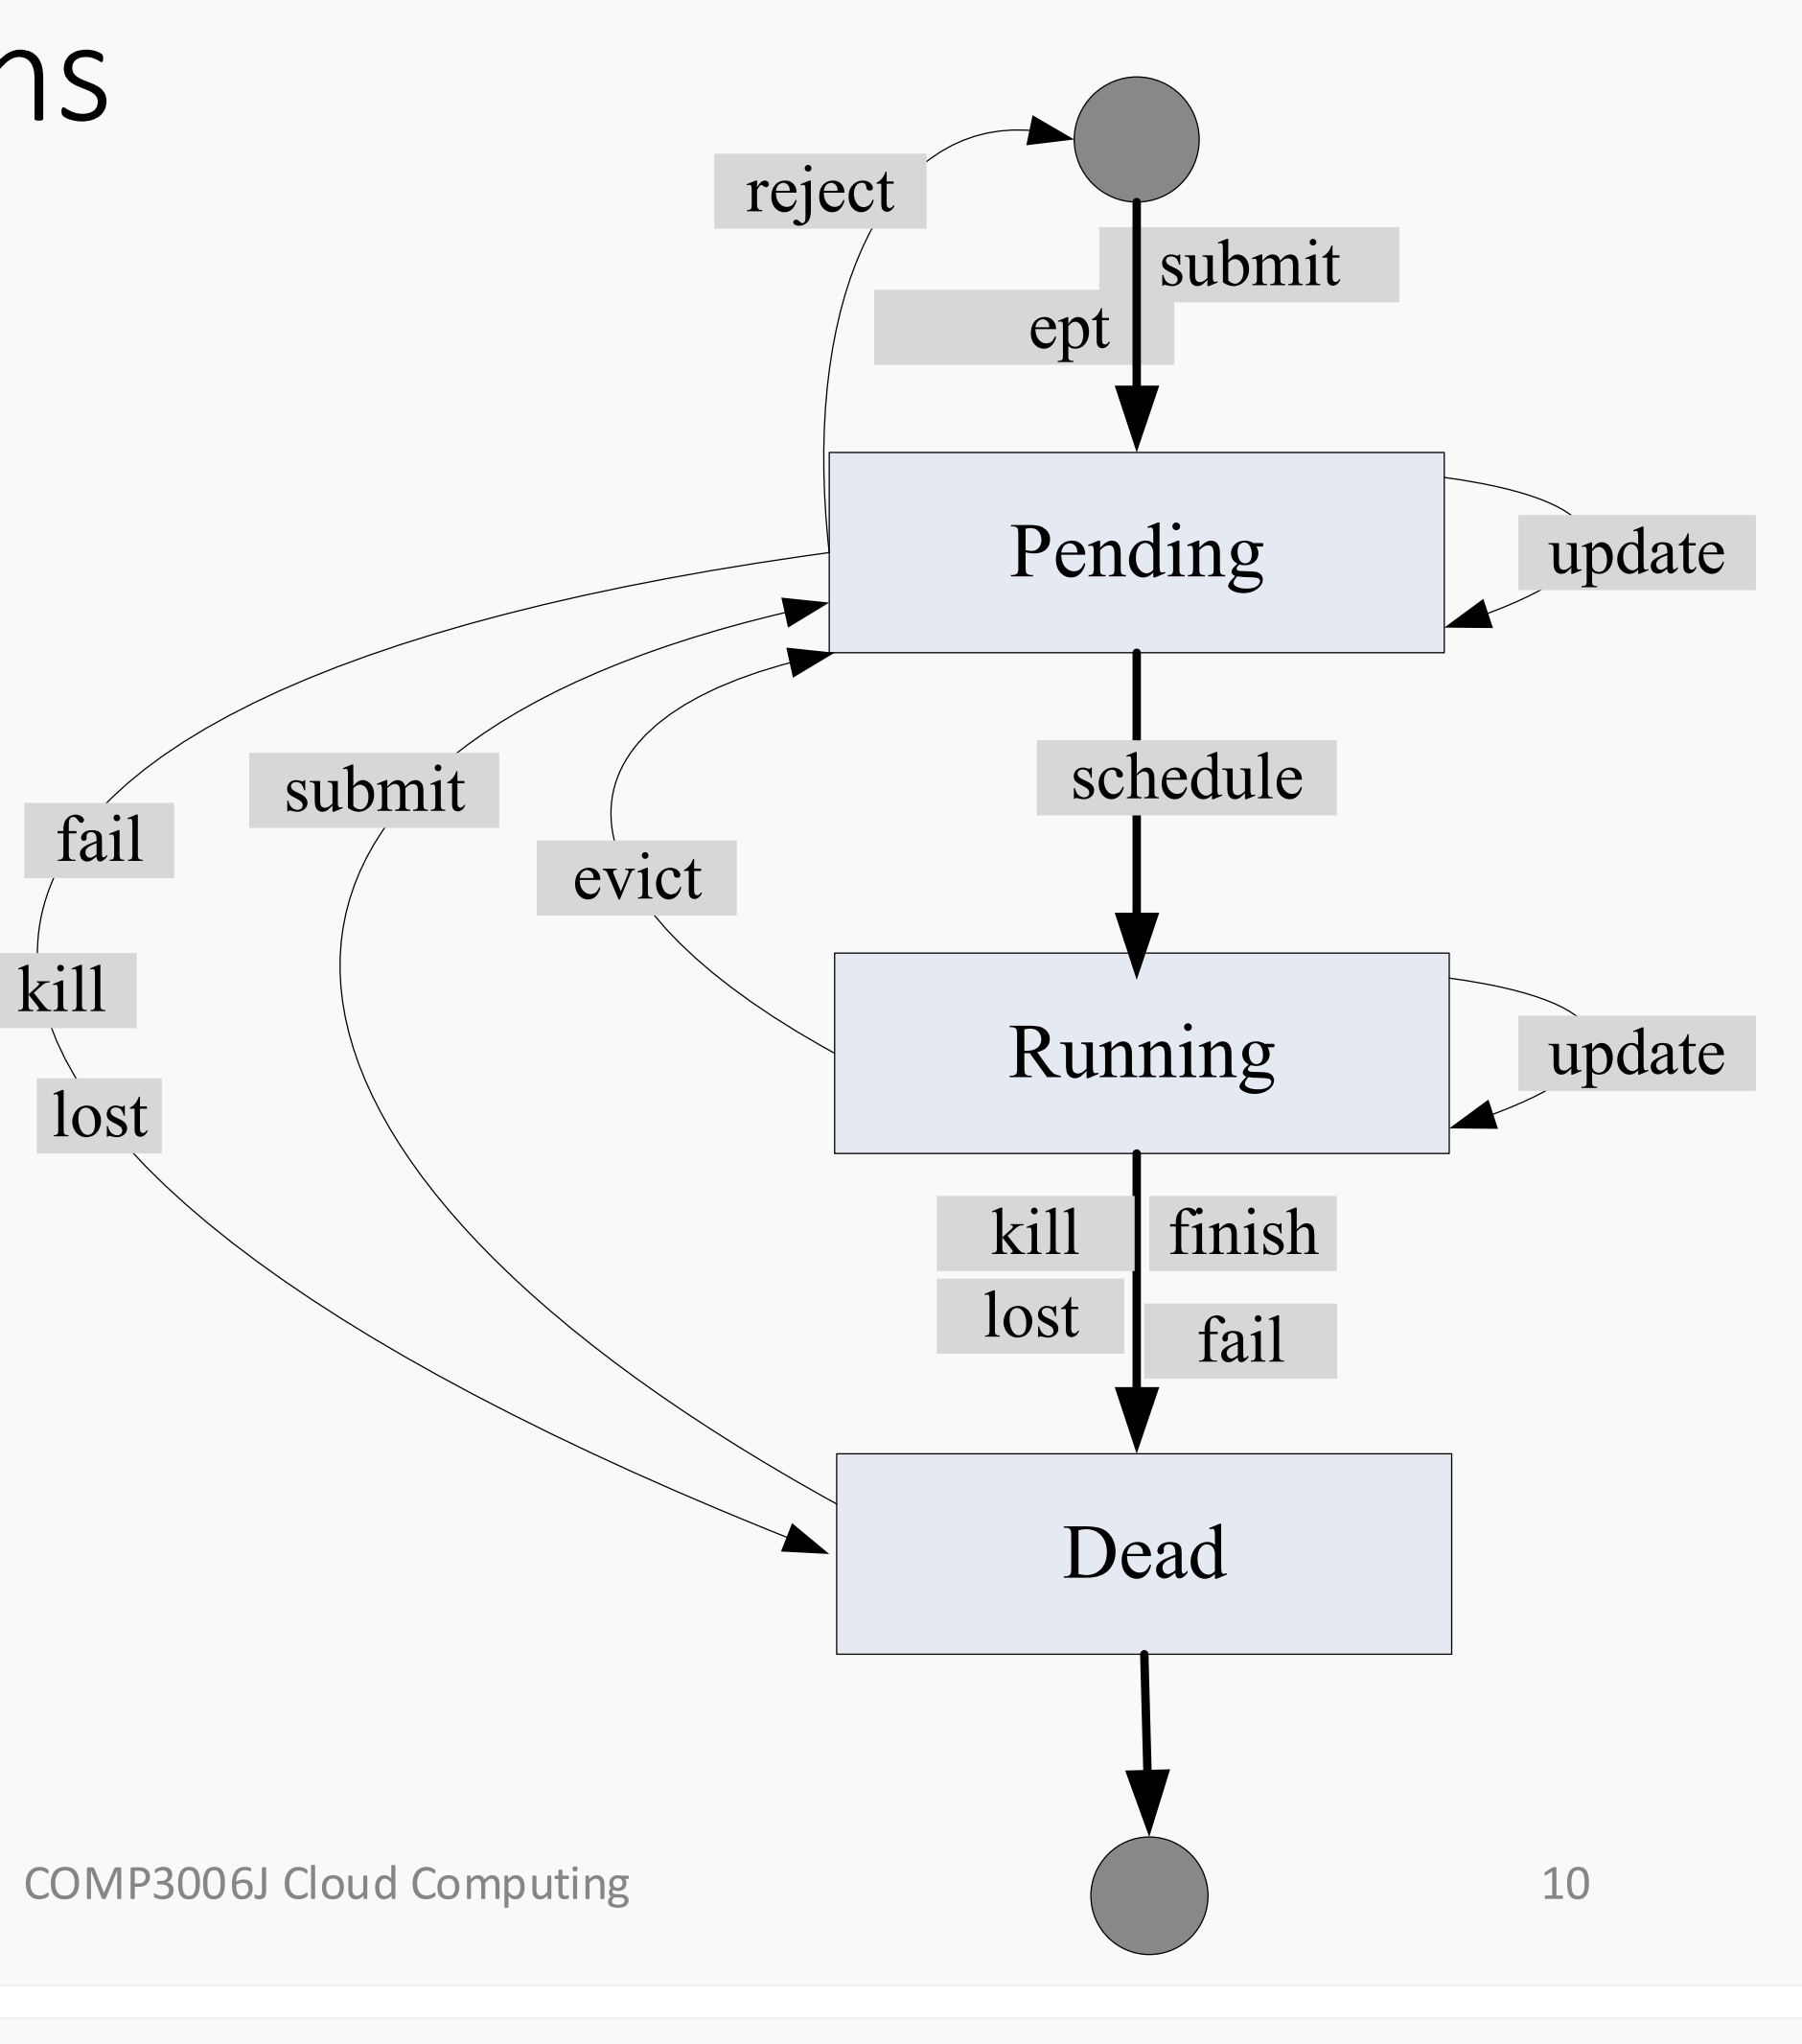 ns
reject
submit
ept
Pending
update
submit
schedule
fail
evict
kill
Running
update
lost
kill
finish
lost
fail
Dead
COMP3006J Cloud Computing
10